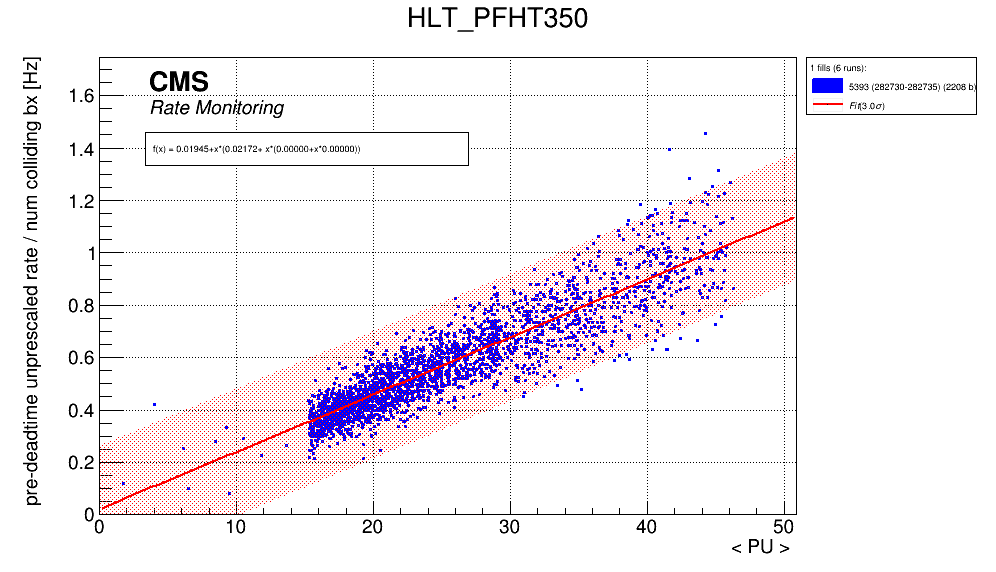 HLT_PFHT350
pre-deadtime unprescaled rate / num colliding bx [Hz]
CMS
Rate Monitoring
f(x) = 0.01945+x*(0.02172+ x*(0.00000+x*0.00000))
1.6
1.4
1.2
1
0.8
0.6
0.4
0.2
0
0 10 20 30 40 50
< PU >
1 fills (6 runs):
5393 (282730-282735) (2208 b)
Fit(3.0σ)